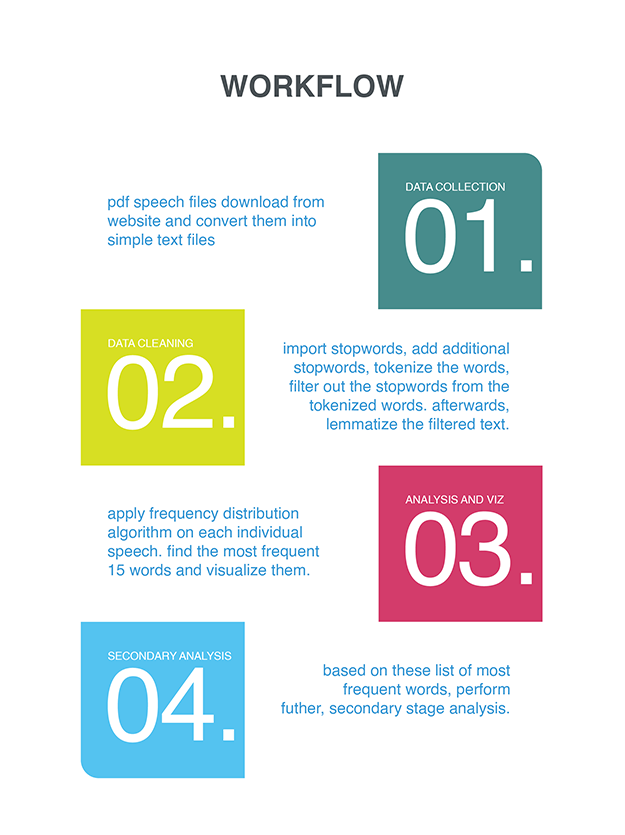 WORKFLOW
DATA COLLECTION
01.
pdf speech files download from
website and convert them into
simple text files
DATA CLEANING
02.
import stopwords, add additional
stopwords, tokenize the words,
filter out the stopwords from the
tokenized words. afterwards,
lemmatize the filtered text.
ANALYSIS AND VIZ
03.
apply frequency distribution
algorithm on each individual
speech. find the most frequent
15 words and visualize them.
SECONDARY ANALYSIS
04.
based on these list of most
frequent words, perform
futher, secondary stage analysis.